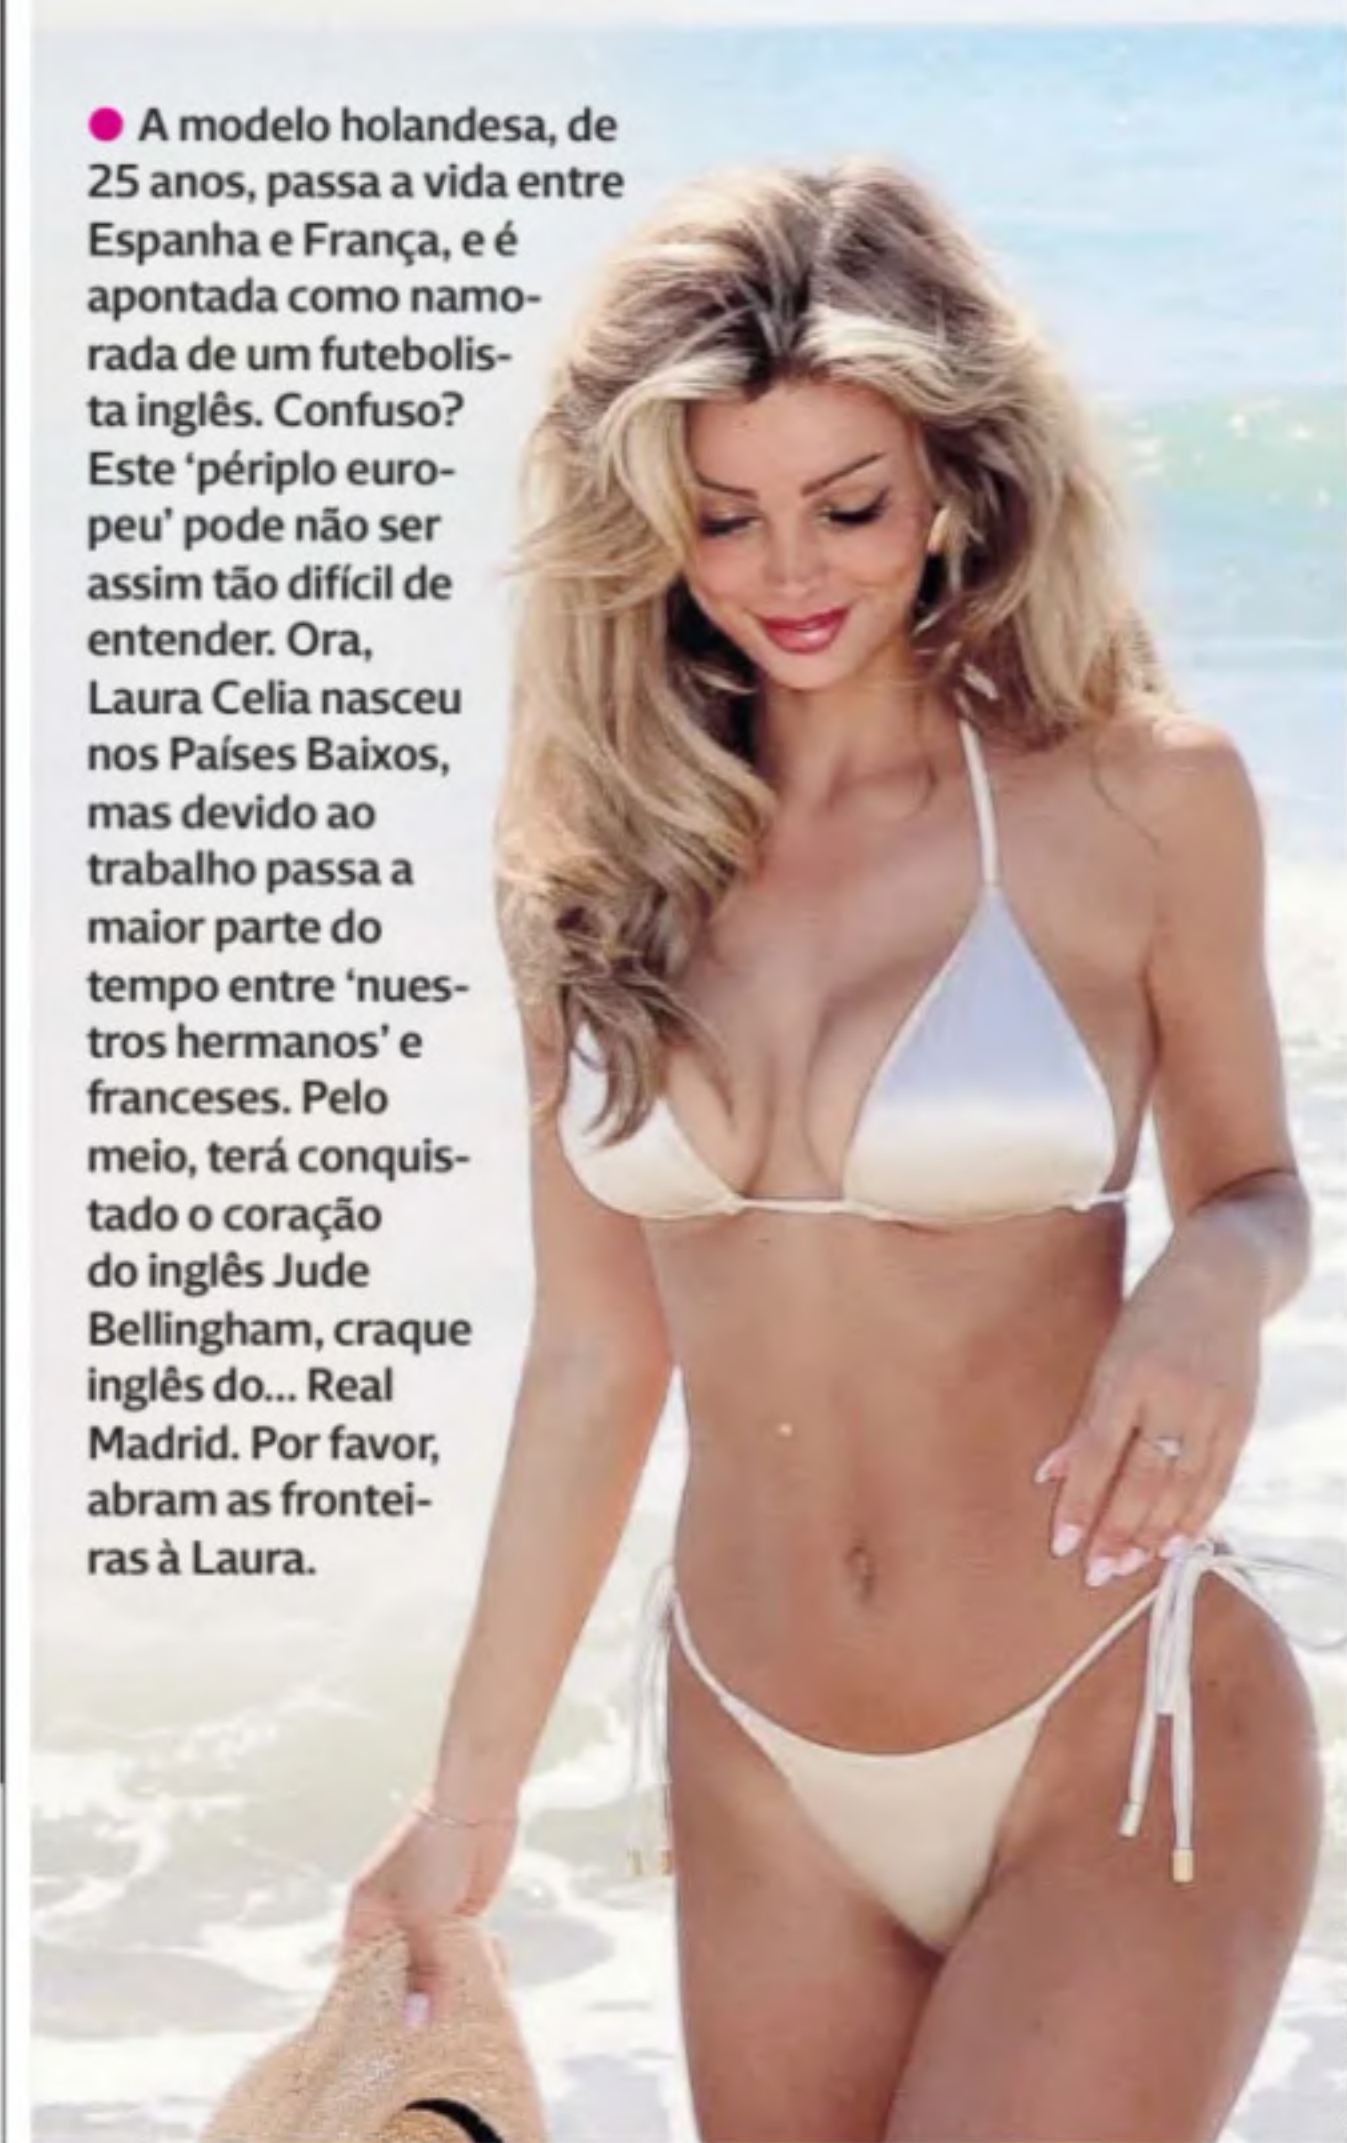 ● A modelo holandesa, de
25 anos, passa a vida entre
Espanha e França, e é
apontada como namo-
rada de um futebolis-
ta inglês. Confuso?
Este ‘périplo euro-
peu’ pode não ser
assim tão difícil de
entender. Ora,
Laura Celia nasceu
nos Países Baixos,
mas devido ao
trabalho passa a
maior parte do
tempo entre ‘nues-
tros hermanos’ e
franceses. Pelo
meio, terá conquis-
tado o coração
do inglês Jude
Bellingham, craque
inglês do... Real
Madrid. Por favor,
abram as frontei-
ras à Laura.